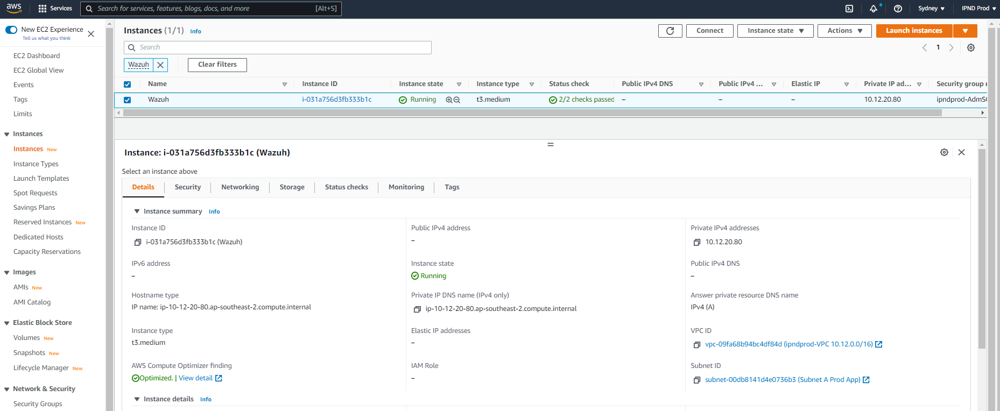 aws
Services
Search for services, features, blogs, docs, and more
[Alt+S]
Sydney ▼
IPND Prod ▼
New EC2 Experience
Tell us what you think
EC2 Dashboard
EC2 Global View
Events
Tags
Limits
Instances
Instances New
Instance Types
Launch Templates
Spot Requests
Savings Plans
Reserved Instances New
Dedicated Hosts
Capacity Reservations
Images
AMIs New
AMI Catalog
Elastic Block Store
Volumes New
Snapshots New
Lifecycle Manager New
Network & Security
Security Groups
Instances (1/1) Info
Connect
Instance state ▼
Actions ▼
Launch instances ▼
Search
1
Wazuh
Clear filters
Name Instance ID Instance state Instance type Status check Public IPv4 DNS Public IPv4 ... Elastic IP Private IP ad... Security group
Wazuh i-031a756d3fb333b1c Running t3.medium 2/2 checks passed – – – 10.12.20.80 ipndprod-AdmS
Instance: i-031a756d3fb333b1c (Wazuh)
Select an instance above
Details Security Networking Storage Status checks Monitoring Tags
Instance summary Info
Instance ID
i-031a756d3fb333b1c (Wazuh)
Public IPv4 address
–
Private IPv4 addresses
10.12.20.80
IPv6 address
–
Instance state
Running
Public IPv4 DNS
–
Hostname type
IP name: ip-10-12-20-80.ap-southeast-2.compute.internal
Private IP DNS name (IPv4 only)
ip-10-12-20-80.ap-southeast-2.compute.internal
Answer private resource DNS name
IPv4 (A)
Instance type
t3.medium
Elastic IP addresses
–
VPC ID
vpc-09fa68b94bc4df84d (ipndprod-VPC 10.12.0.0/16)
AWS Compute Optimizer finding
Optimized. | View detail
IAM Role
–
Subnet ID
subnet-00db8141d4e0736b3 (Subnet A Prod App)
Instance details Info